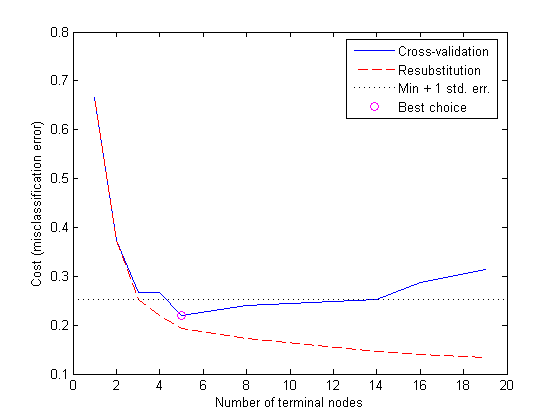 0.8
0.7
0.6
0.5
0.4
0.3
0.2
0.1
Cost (misclassification error)
Cross-validation
Resubstitution
Min + 1 std. err.
Best choice
0 2 4 6 8 10 12 14 16 18 20
Number of terminal nodes